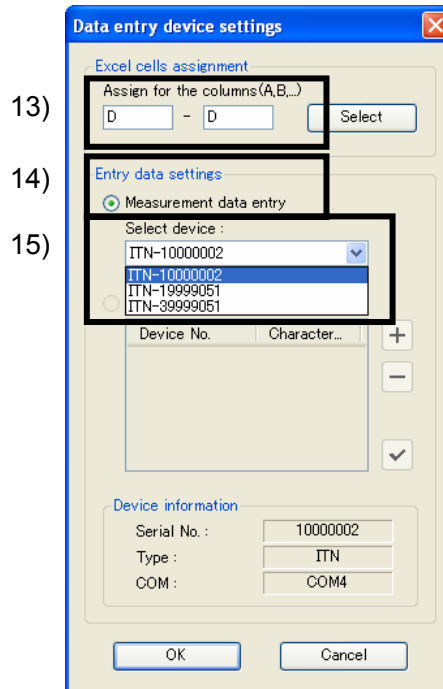 Data entry device settings
Excel cells assignment
13)
Assign for the columns(A,B,...)
D - D
Select
14)
Entry data settings
Measurement data entry
15)
Select device :
ITN-10000002
ITN-10000002
ITN-19999051
ITN-39999051
Device No. Character...
+
−
Device information
Serial No. : 10000002
Type : ITN
COM : COM4
OK Cancel